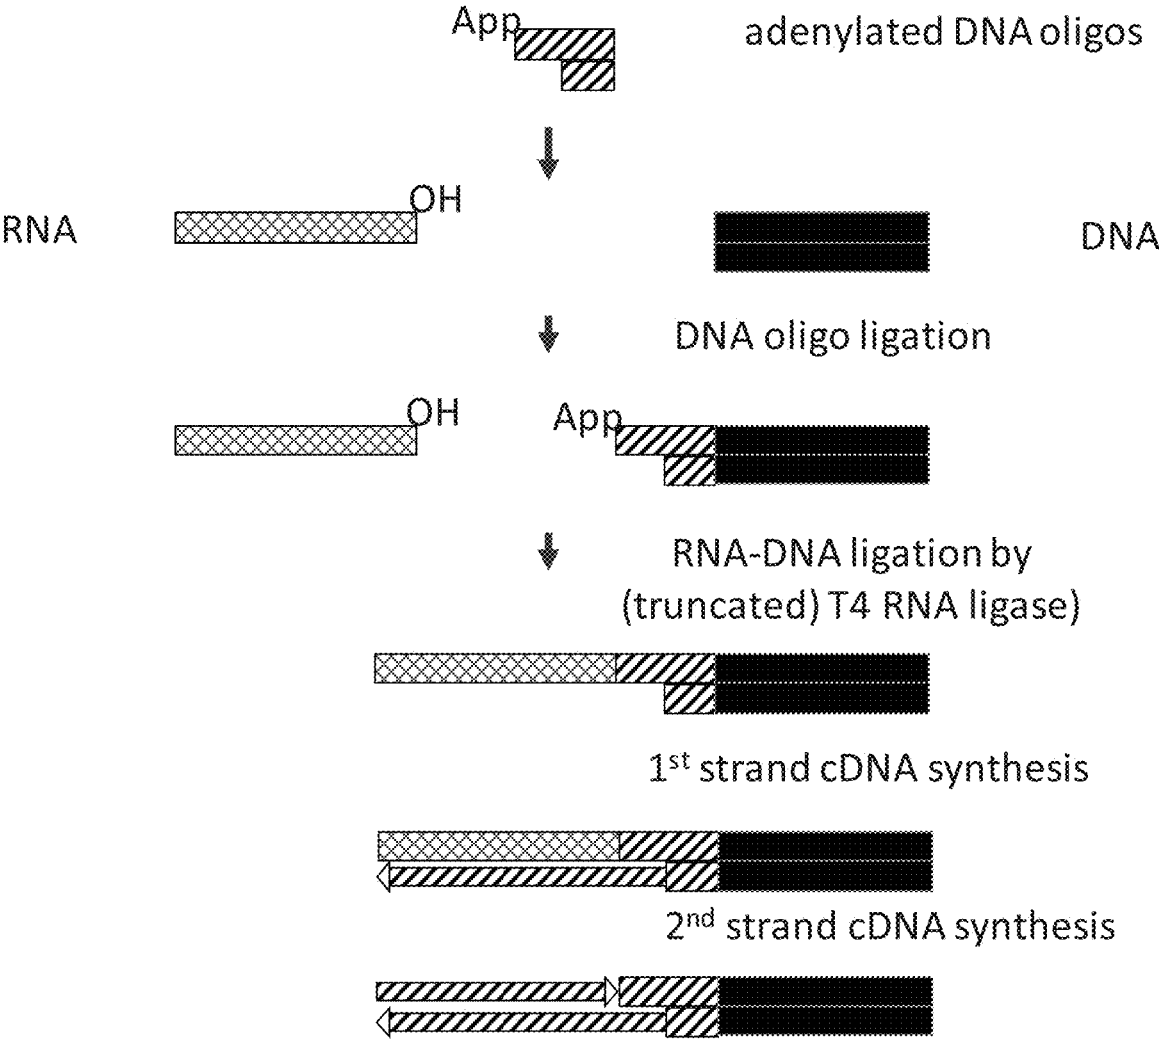 App
adenylated DNA oligos
OH
RNA
DNA
DNA oligo ligation
OH
App
RNA-DNA ligation by
(truncated) T4 RNA ligase)
1st strand cDNA synthesis
2nd strand cDNA synthesis